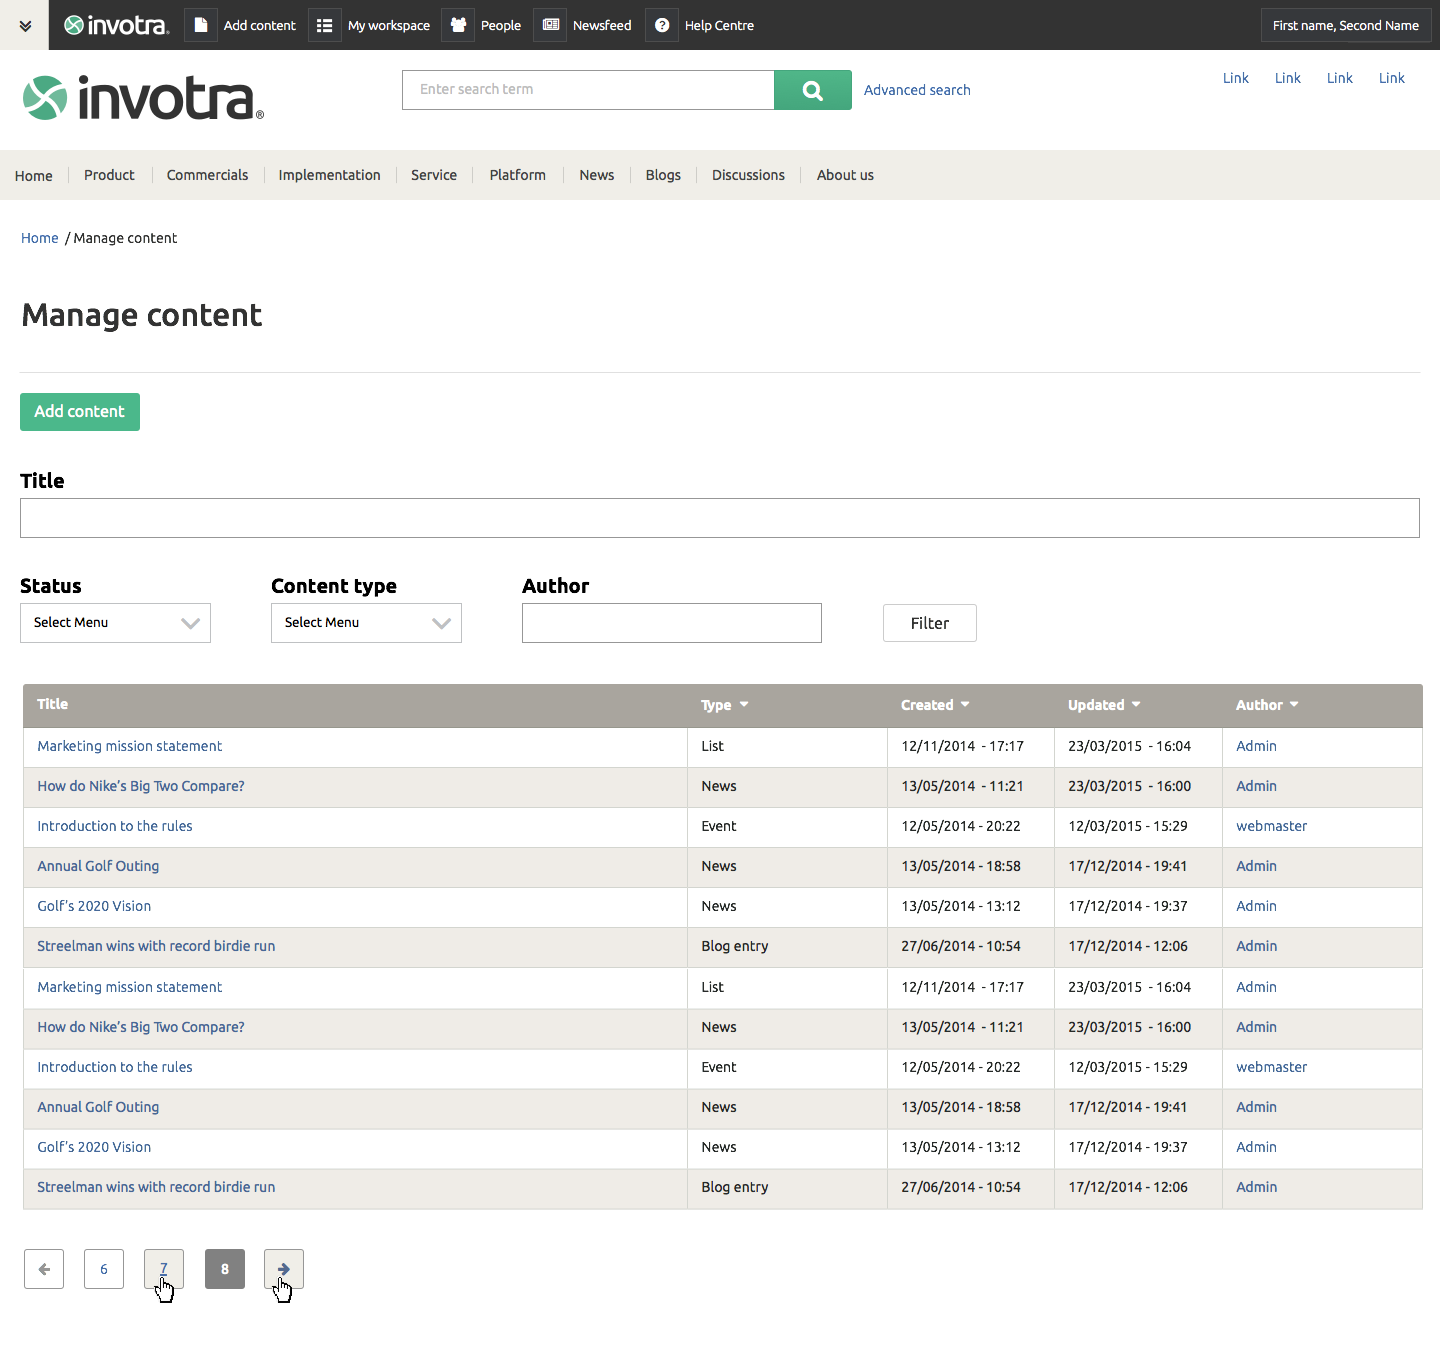 invotra. Add content My workspace People Newsfeed Help Centre First name, Second Name
invotra® Enter search term Advanced search Link Link Link Link
Home Product Commercials Implementation Service Platform News Blogs Discussions About us
Home / Manage content
Manage content
Add content
Title
Status Content type Author
Select Menu Select Menu Filter
Title Type Created Updated Author
Marketing mission statement List 12/11/2014 - 17:17 23/03/2015 - 16:04 Admin
How do Nike's Big Two Compare? News 13/05/2014 - 11:21 23/03/2015 - 16:00 Admin
Introduction to the rules Event 12/05/2014 - 20:22 12/03/2015 - 15:29 webmaster
Annual Golf Outing News 13/05/2014 - 18:58 17/12/2014 - 19:41 Admin
Golf's 2020 Vision News 13/05/2014 - 13:12 17/12/2014 - 19:37 Admin
Streelman wins with record birdie run Blog entry 27/06/2014 - 10:54 17/12/2014 - 12:06 Admin
Marketing mission statement List 12/11/2014 - 17:17 23/03/2015 - 16:04 Admin
How do Nike's Big Two Compare? News 13/05/2014 - 11:21 23/03/2015 - 16:00 Admin
Introduction to the rules Event 12/05/2014 - 20:22 12/03/2015 - 15:29 webmaster
Annual Golf Outing News 13/05/2014 - 18:58 17/12/2014 - 19:41 Admin
Golf's 2020 Vision News 13/05/2014 - 13:12 17/12/2014 - 19:37 Admin
Streelman wins with record birdie run Blog entry 27/06/2014 - 10:54 17/12/2014 - 12:06 Admin
6 7 8